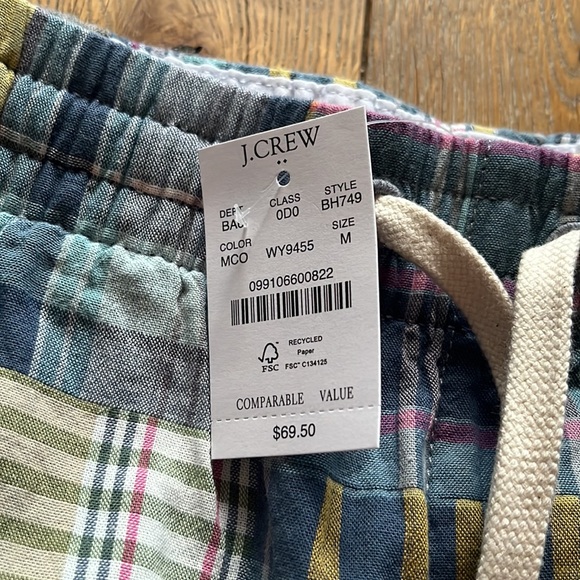 J.CREW
DEPT CLASS STYLE
0D0 BH749
COLOR SIZE
MCO WY9455 M
099106600822
RECYCLED
Paper
FSC FSC® C134125
COMPARABLE VALUE
$69.50